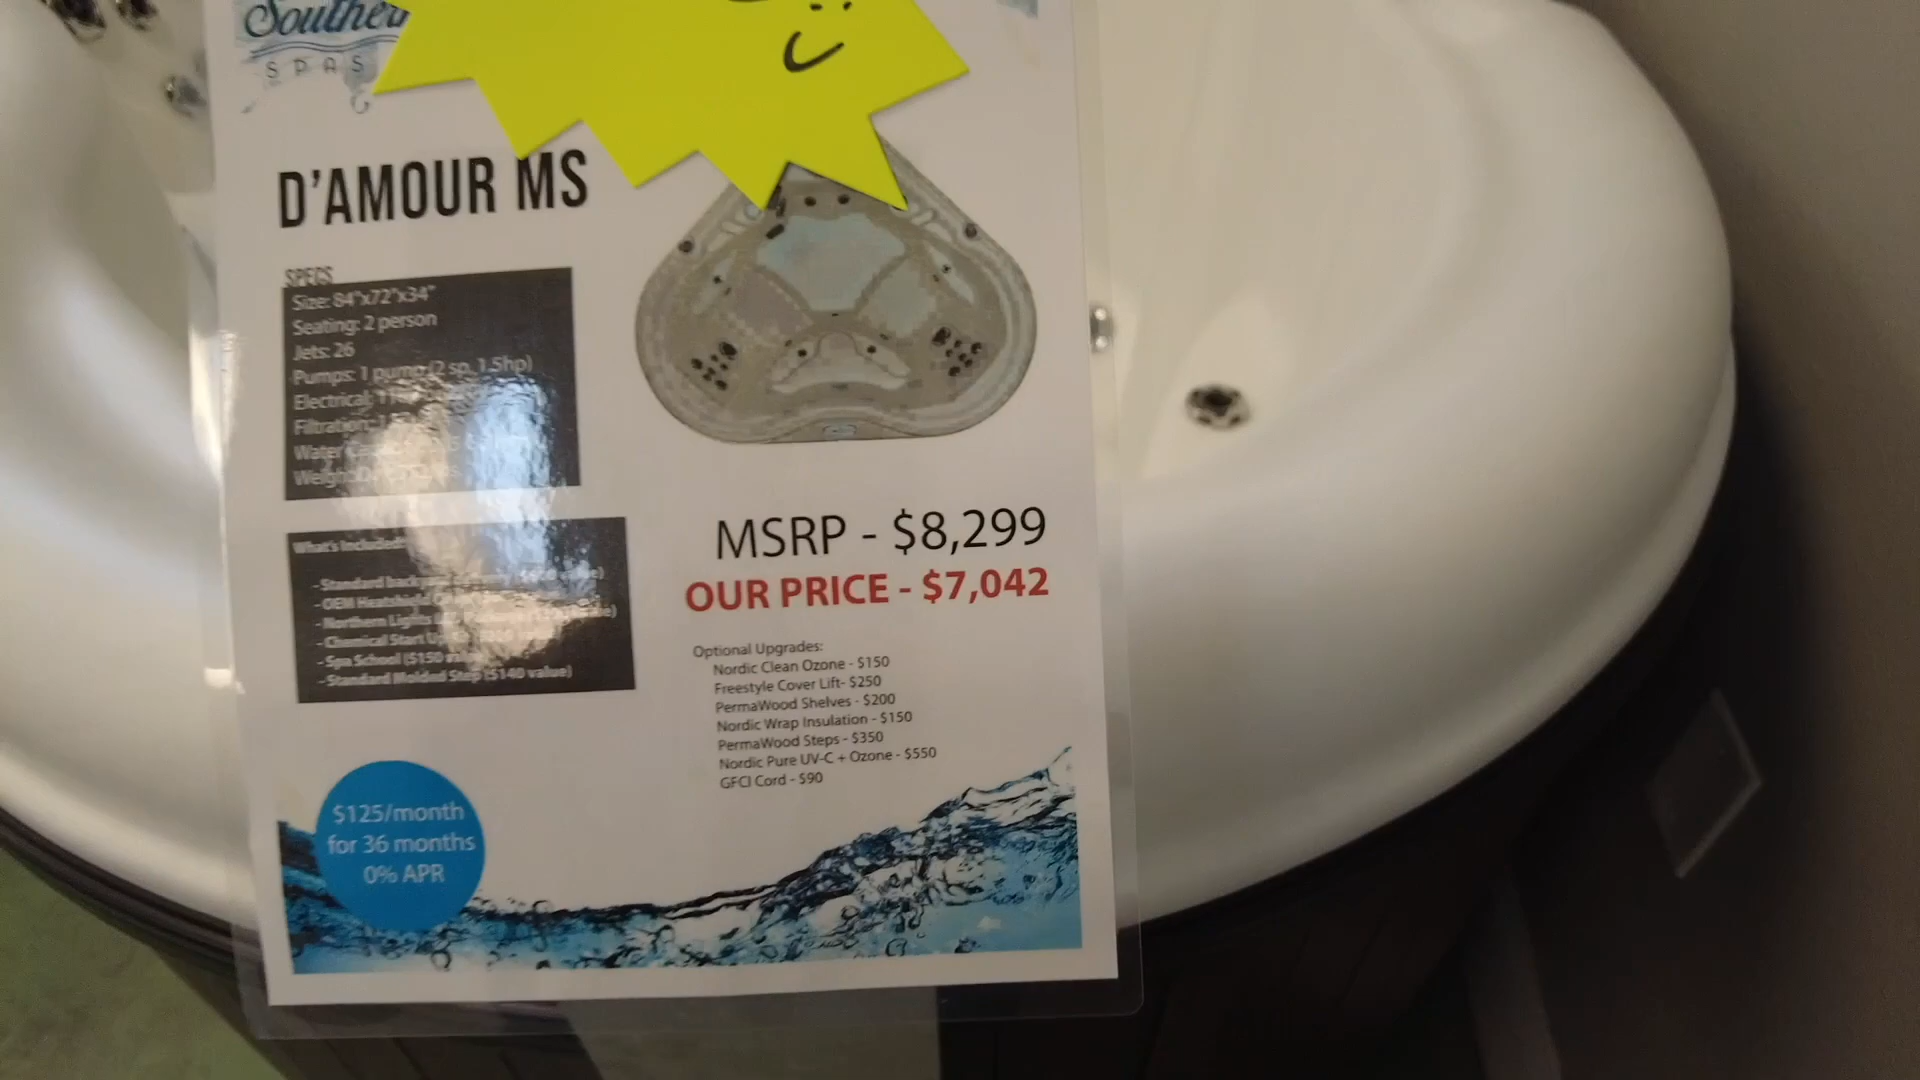 Southern
SPAS
D'AMOUR MS
SPECS
Size: 84"x72"x34"
Seating: 2 person
Jets: 26
Pumps: 1 pump (2 sp, 1.5hp)
Electrical:
Filtration:
Water
Weight
What's Included:
-Standard value)
-OEM Heatshield
-Northern Lights
-Chemical Start Up
-Spa School ($150
-Standard Molded Step ($140 value)
MSRP - $8,299
OUR PRICE - $7,042
Optional Upgrades:
Nordic Clean Ozone - $150
Freestyle Cover Lift- $250
PermaWood Shelves - $200
Nordic Wrap Insulation - $150
PermaWood Steps - $350
Nordic Pure UV-C + Ozone - $550
GFCI Cord - $90
$125/month
for 36 months
0% APR